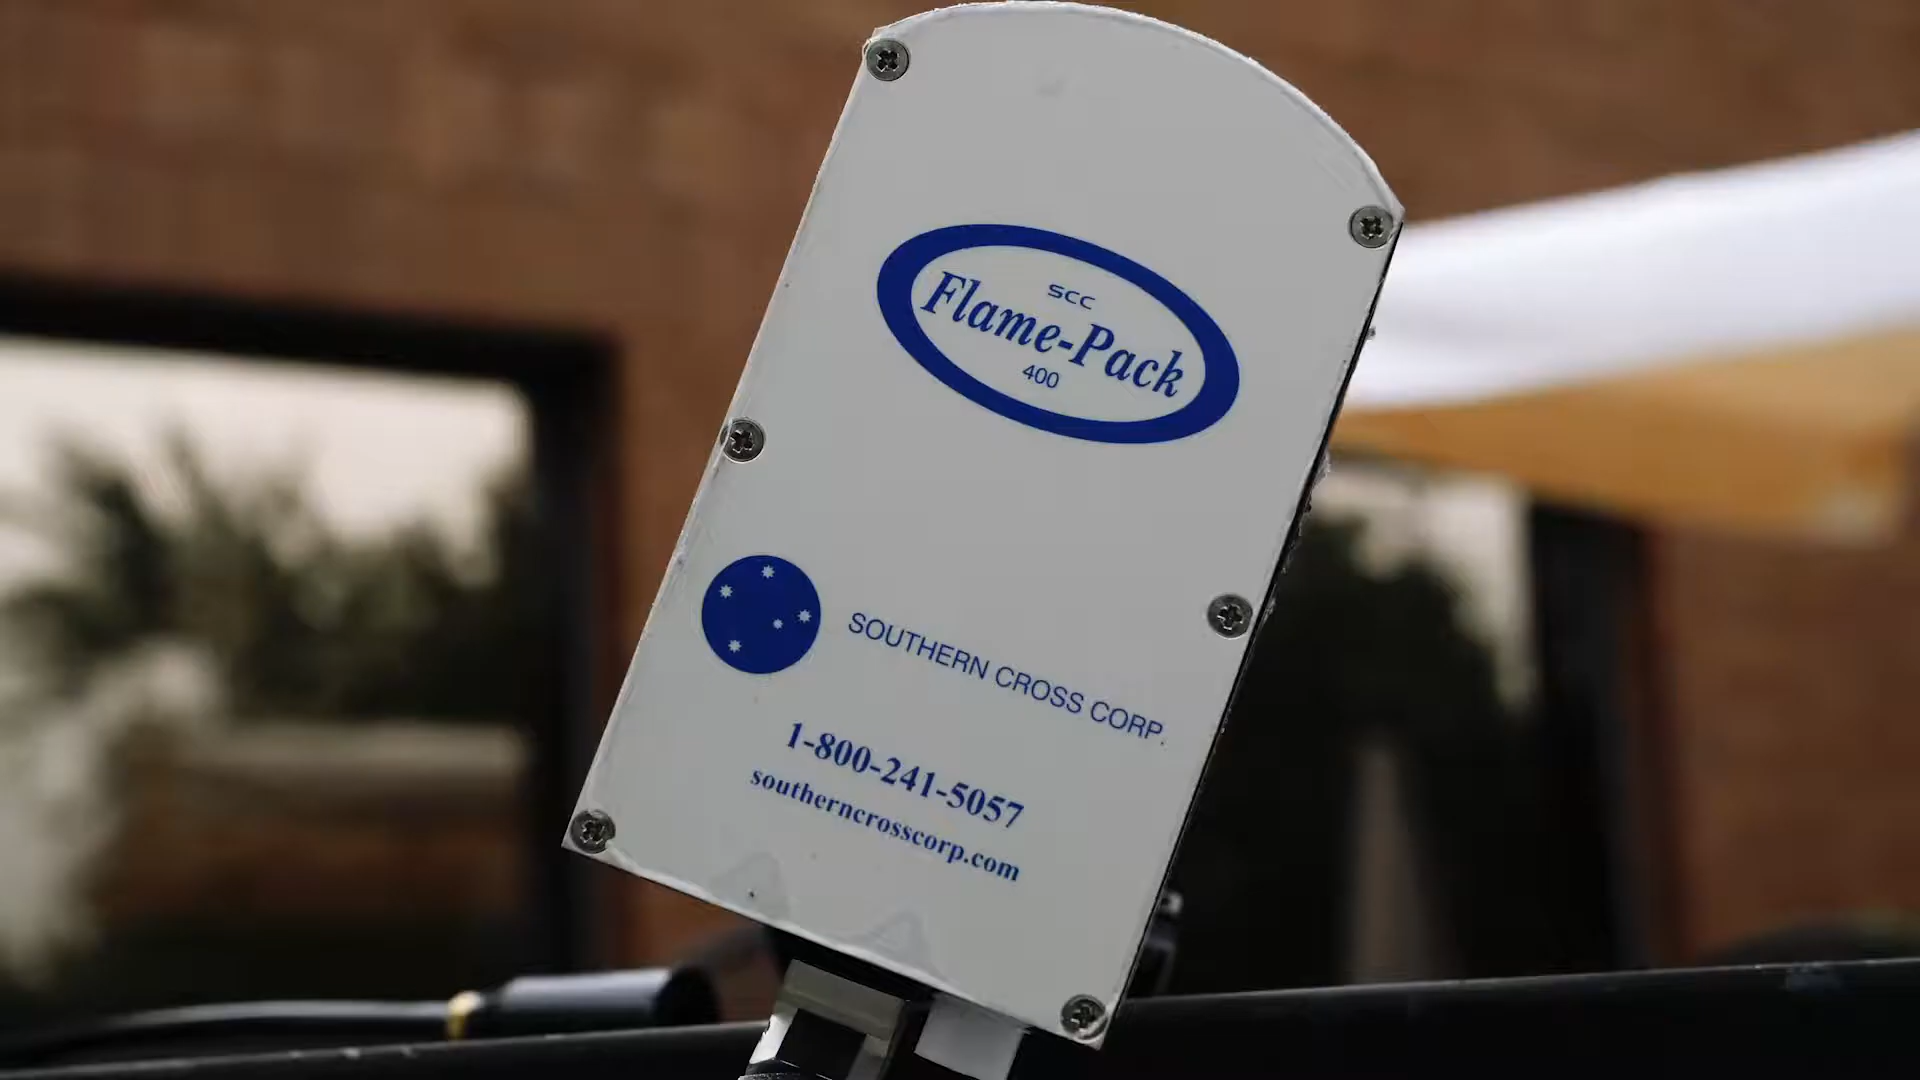 SCC
Flame-Pack
400
SOUTHERN CROSS CORP.
1-800-241-5057
southerncrosscorp.com